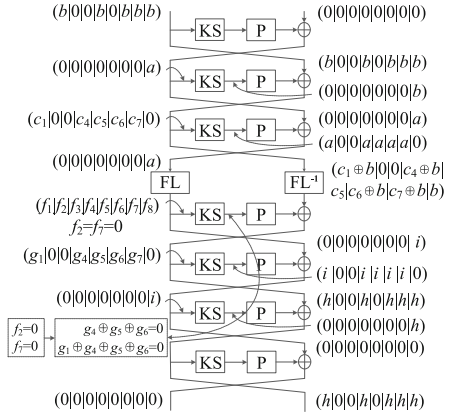 (b|0|0|b|0|b|b|b)
(0|0|0|0|0|0|0|0)
KS P
(b|0|0|b|0|b|b|b)
(0|0|0|0|0|0|0|a)
KS P
(0|0|0|0|0|0|0|b)
(0|0|0|0|0|0|0|a)
(c₁|0|0|c₄|c₅|c₆|c₇|0)
KS P
(a|0|0|a|a|a|a|0)
(0|0|0|0|0|0|0|a)
FL FL⁻¹
(c₁⊕b|0|0|c₄⊕b|
c₅|c₆⊕b|c₇⊕b|b)
(f₁|f₂|f₃|f₄|f₅|f₆|f₇|f₈)
KS P
f₂=f₇=0
(0|0|0|0|0|0|0| i)
(g₁|0|0|g₄|g₅|g₆|g₇|0)
KS P
(i |0|0|i |i |i |i |0)
(0|0|0|0|0|0|0|i)
(h|0|0|h|0|h|h|h)
KS P
(0|0|0|0|0|0|0|h)
f₂=0
g₄⊕g₅⊕g₆=0
f₇=0
g₁⊕g₄⊕g₅⊕g₆=0
(0|0|0|0|0|0|0|0)
KS P
(0|0|0|0|0|0|0|0)
(h|0|0|h|0|h|h|h)